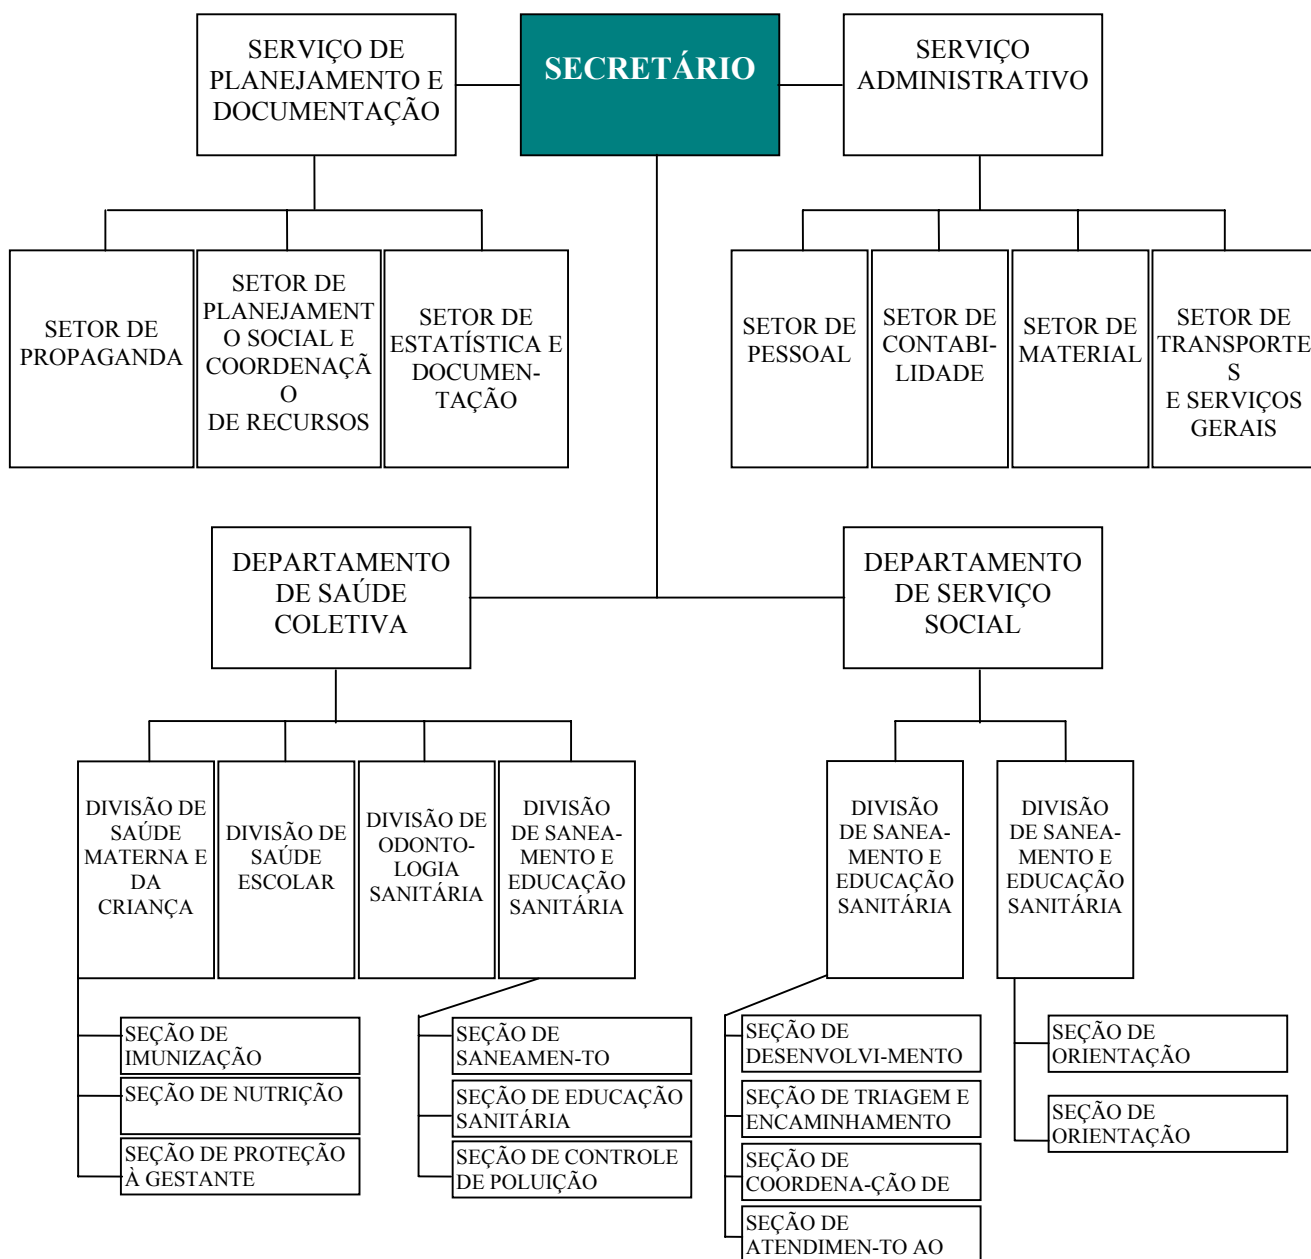 SERVIÇO DE
PLANEJAMENTO E
DOCUMENTAÇÃO
SECRETÁRIO
SERVIÇO
ADMINISTRATIVO
SETOR DE
PROPAGANDA
SETOR DE
PLANEJAMENT
O SOCIAL E
COORDENAÇÃ
O
DE RECURSOS
SETOR DE
ESTATÍSTICA E
DOCUMEN-
TAÇÃO
SETOR DE
PESSOAL
SETOR DE
CONTABI-
LIDADE
SETOR DE
MATERIAL
SETOR DE
TRANSPORTE
S
E SERVIÇOS
GERAIS
DEPARTAMENTO
DE SAÚDE
COLETIVA
DEPARTAMENTO
DE SERVIÇO
SOCIAL
DIVISÃO DE
SAÚDE
MATERNA E
DA
CRIANÇA
DIVISÃO DE
SAÚDE
ESCOLAR
DIVISÃO DE
ODONTO-
LOGIA
SANITÁRIA
DIVISÃO
DE SANEA-
MENTO E
EDUCAÇÃO
SANITÁRIA
DIVISÃO
DE SANEA-
MENTO E
EDUCAÇÃO
SANITÁRIA
DIVISÃO
DE SANEA-
MENTO E
EDUCAÇÃO
SANITÁRIA
SEÇÃO DE
IMUNIZAÇÃO
SEÇÃO DE NUTRIÇÃO
SEÇÃO DE PROTEÇÃO
À GESTANTE
SEÇÃO DE
SANEAMEN-TO
SEÇÃO DE EDUCAÇÃO
SANITÁRIA
SEÇÃO DE CONTROLE
DE POLUIÇÃO
SEÇÃO DE
DESENVOLVI-MENTO
SEÇÃO DE TRIAGEM E
ENCAMINHAMENTO
SEÇÃO DE
COORDENA-ÇÃO DE
SEÇÃO DE
ATENDIMEN-TO AO
SEÇÃO DE
ORIENTAÇÃO
SEÇÃO DE
ORIENTAÇÃO